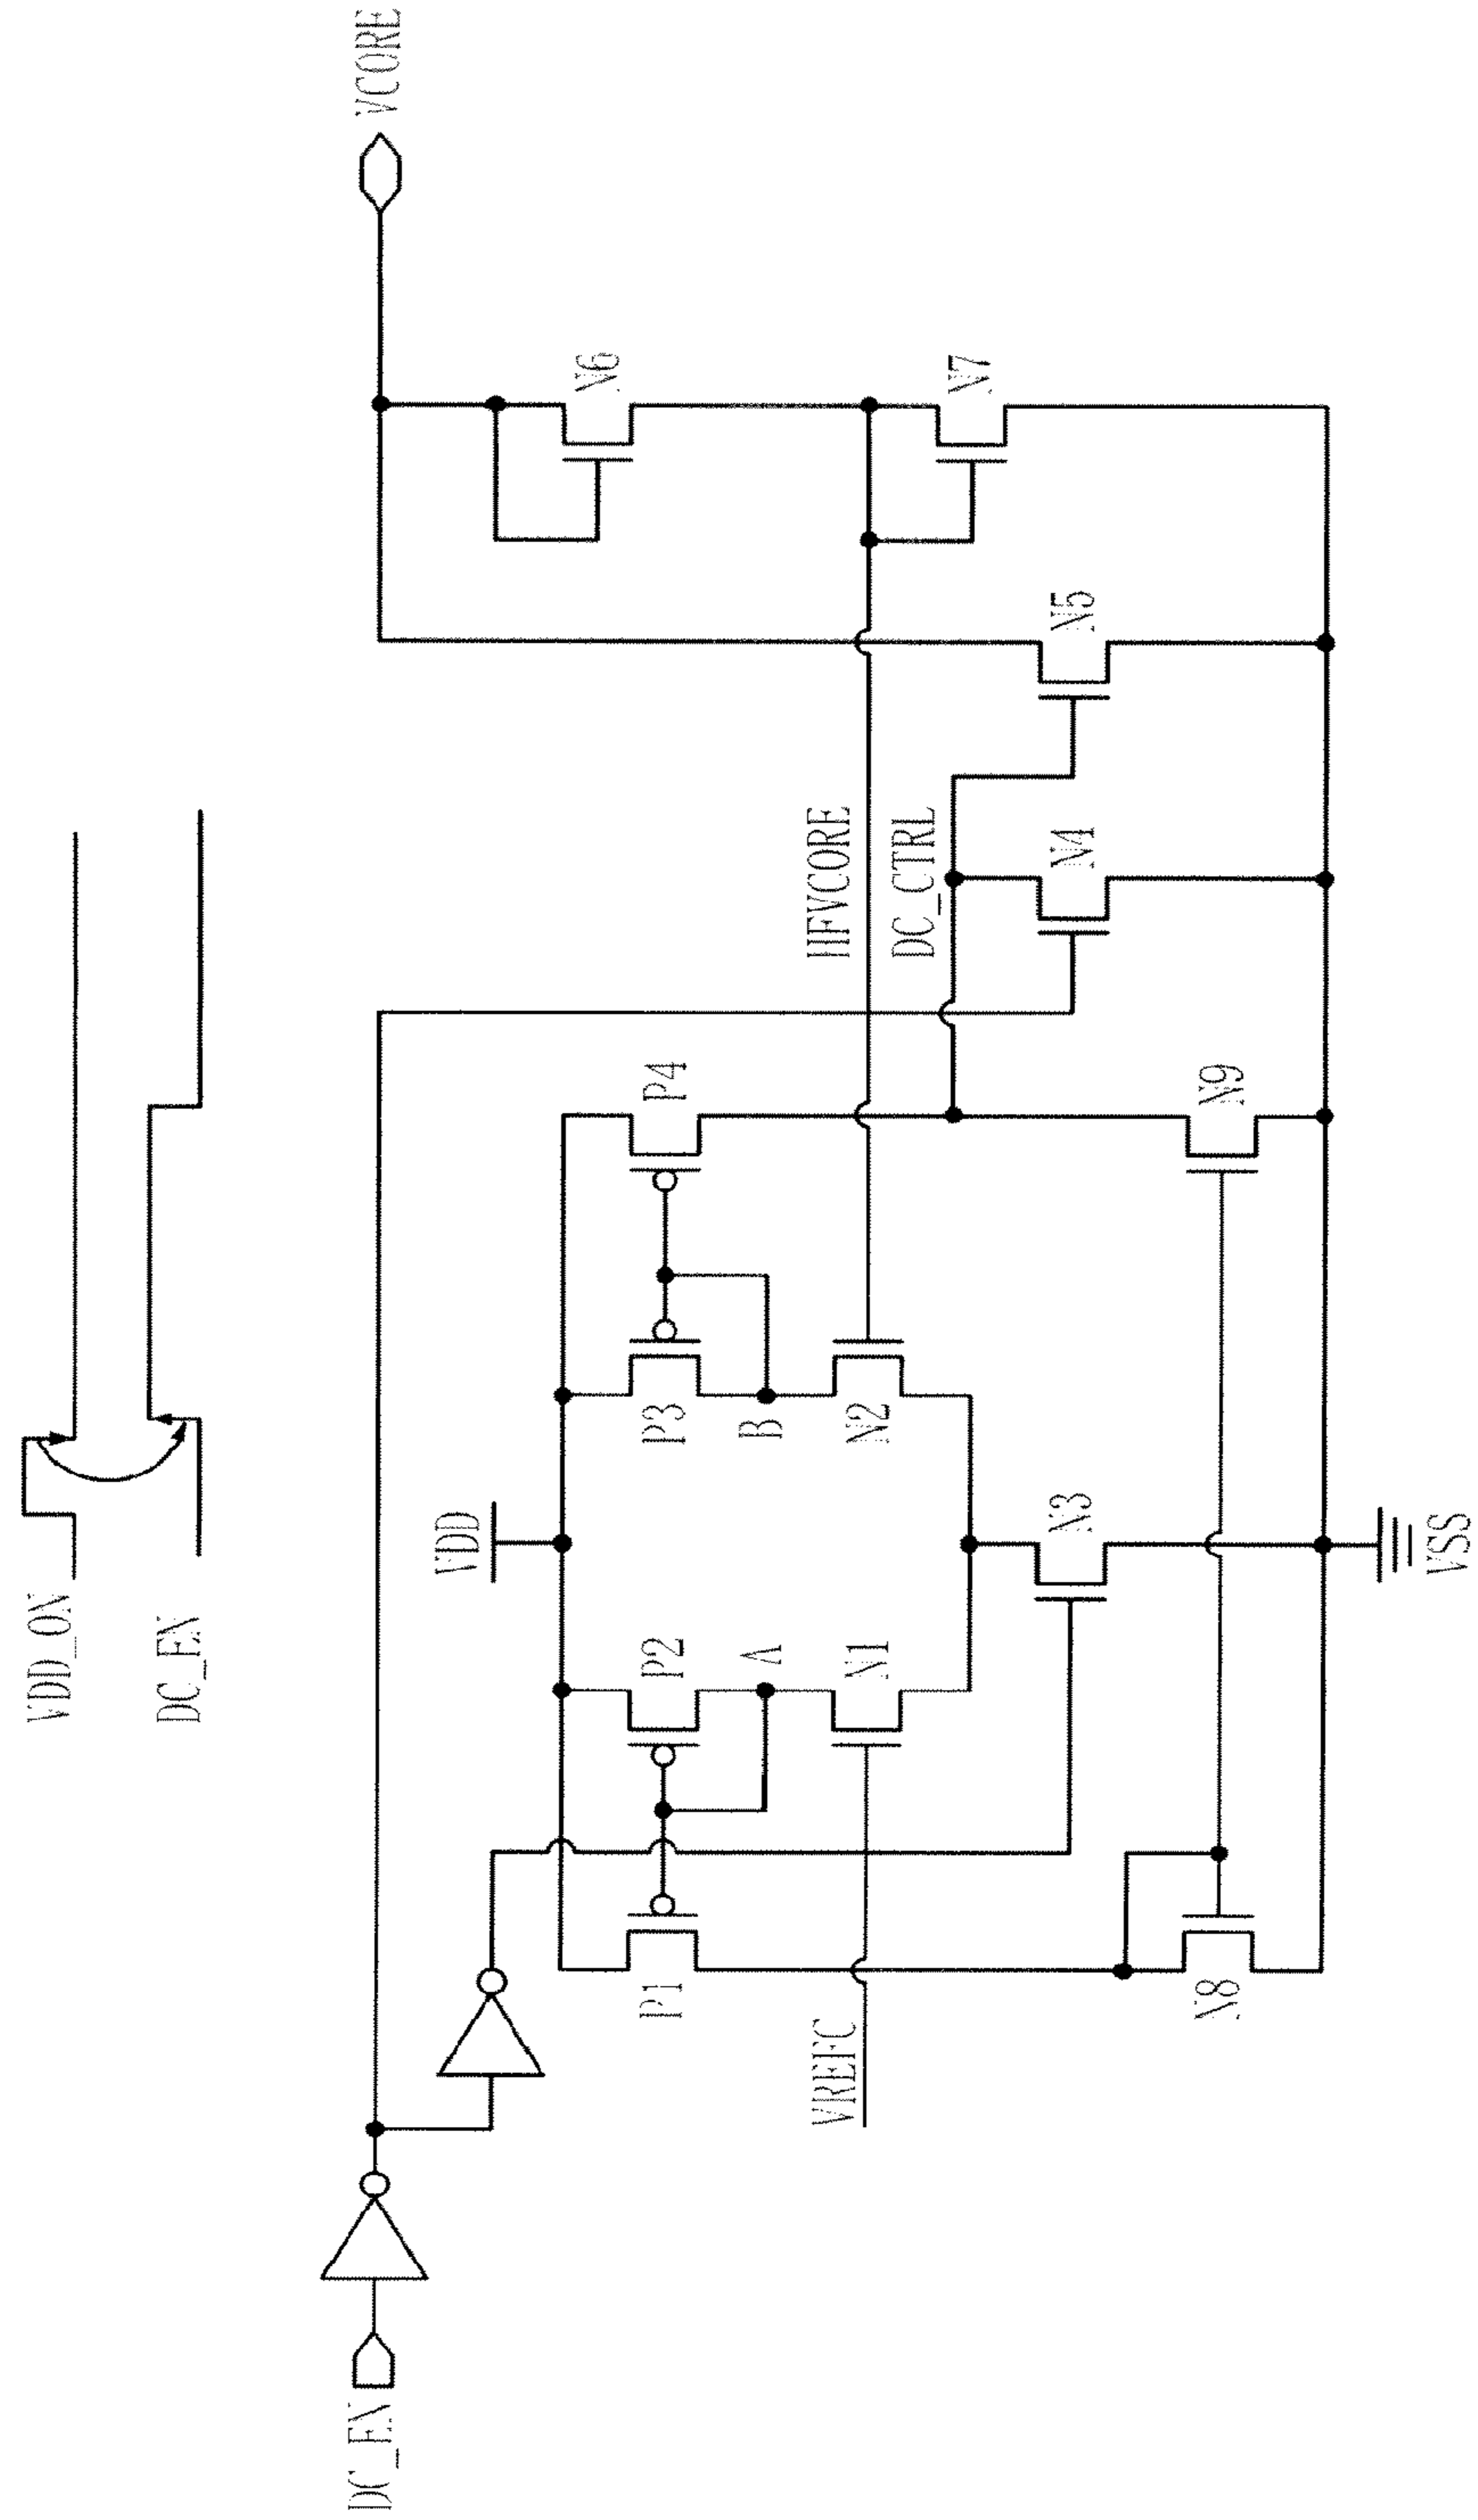 VDD_ON
DC_EN
DC_EN
VCORE
VDD
P1
P2
P3
P4
N6
A
B
VREFC
N1
N2
HFVCORE
DC_CTRL
N7
N3
N4
N5
N8
N9
VSS